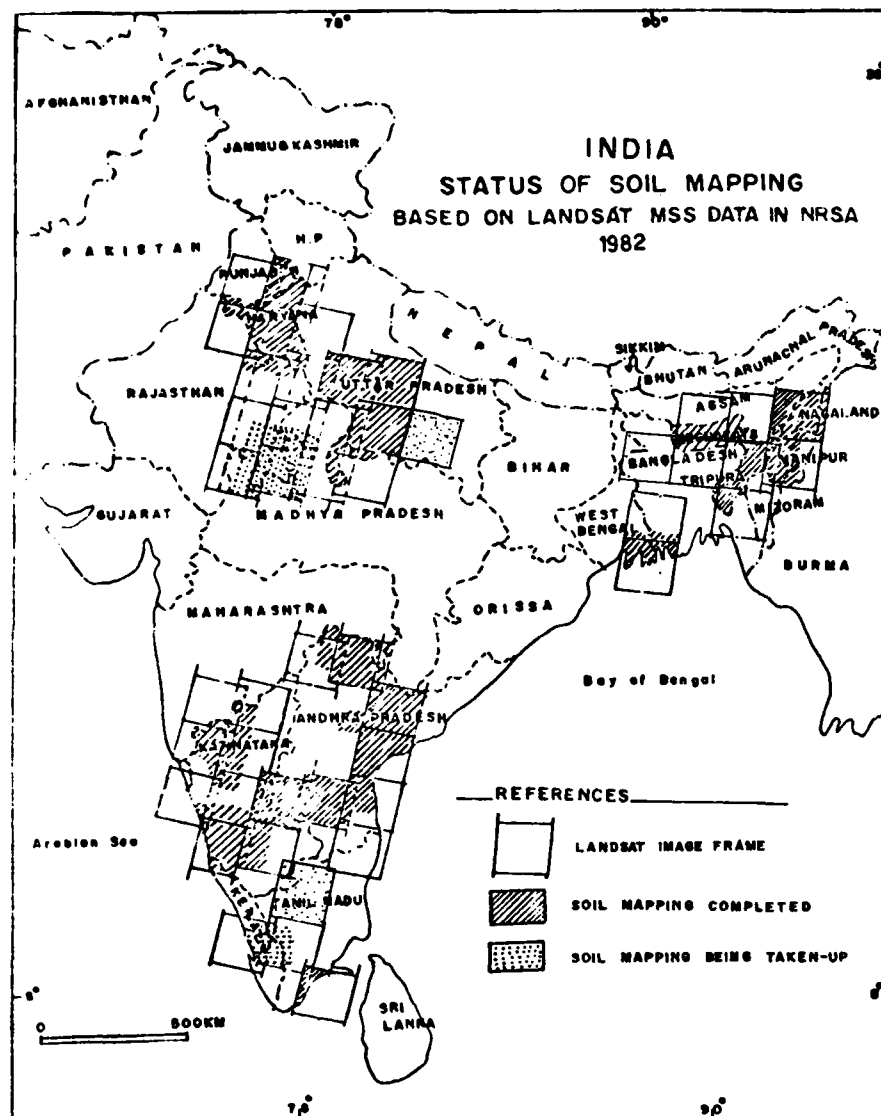 78°
90°
AFGHANISTHAN
JAMMU & KASHMIR
INDIA
STATUS OF SOIL MAPPING
BASED ON LANDSAT MSS DATA IN NRSA
1982
PAKISTAN
H.P
PUNJAB
HARYANA
NEPAL
SIKKIM
BHUTAN
ARUNACHAL PRADESH
RAJASTHAN
UTTAR PRADESH
ASSAM
NAGALAND
BIHAR
BANGLADESH
MANIPUR
TRIPURA
MIZORAM
GUJARAT
MADHYA PRADESH
WEST
BENGAL
BURMA
MAHARASHTRA
ORISSA
Bay of Bengal
ANDHRA PRADESH
KARNATAKA
REFERENCES
Arabian Sea
LANDSAT IMAGE FRAME
TAMIL NADU
KERALA
SOIL MAPPING COMPLETED
SOIL MAPPING BEING TAKEN-UP
8°
SRI
LANKA
0
500KM
90°